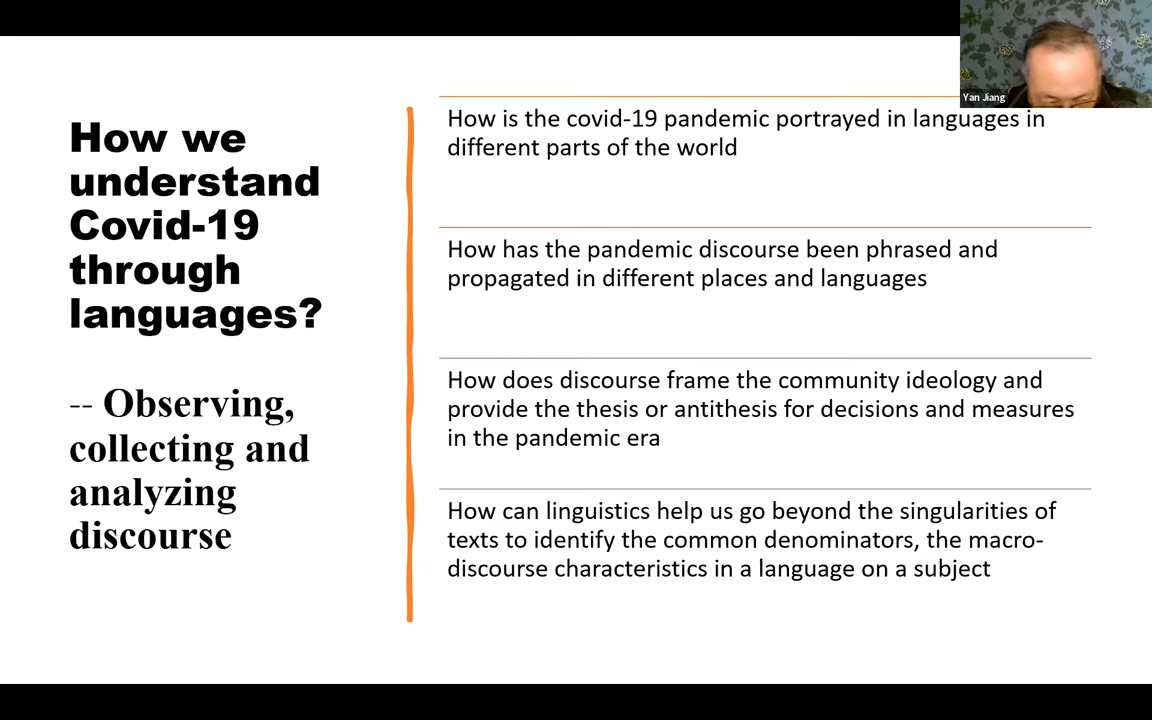 How we
understand
Covid-19
through
languages?
-- Observing,
collecting and
analyzing
discourse
How is the covid-19 pandemic portrayed in languages in
different parts of the world
How has the pandemic discourse been phrased and
propagated in different places and languages
How does discourse frame the community ideology and
provide the thesis or antithesis for decisions and measures
in the pandemic era
How can linguistics help us go beyond the singularities of
texts to identify the common denominators, the macro-
discourse characteristics in a language on a subject
Yan Jiang